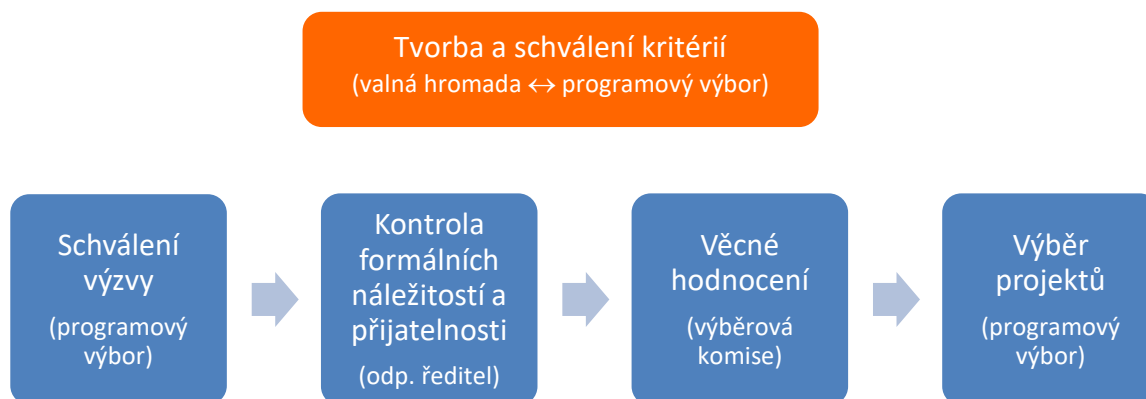 Tvorba a schválení kritérií
(valná hromada ↔ programový výbor)
Schválení
výzvy
(programový
výbor)
Kontrola
formálních
náležitostí a
přijatelnosti
(odp. ředitel)
Věcné
hodnocení
(výběrová
komise)
Výběr
projektů
(programový
výbor)